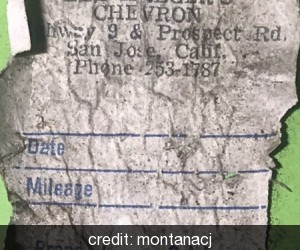 CHEVRON
hwy 9 & Prospect Rd.
San Jose, Calif.
Phone 253-1787
Date
Mileage
credit: montanacj